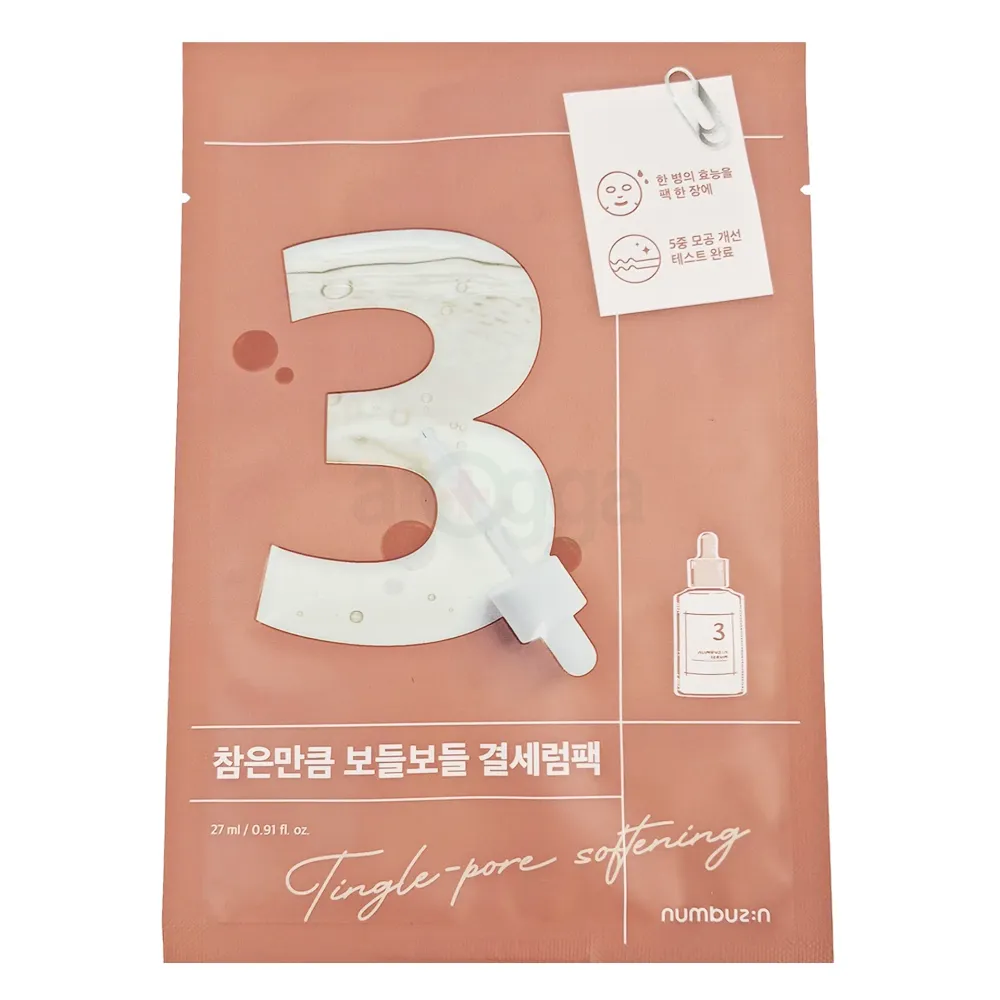 한 병의 효능을
팩 한 장에
5중 모공 개선
테스트 완료
3
arogga
3
참은만큼 보들보들 결세럼팩
27 ml / 0.91 fl. oz.
Tingle-pore softening
numbuz:n